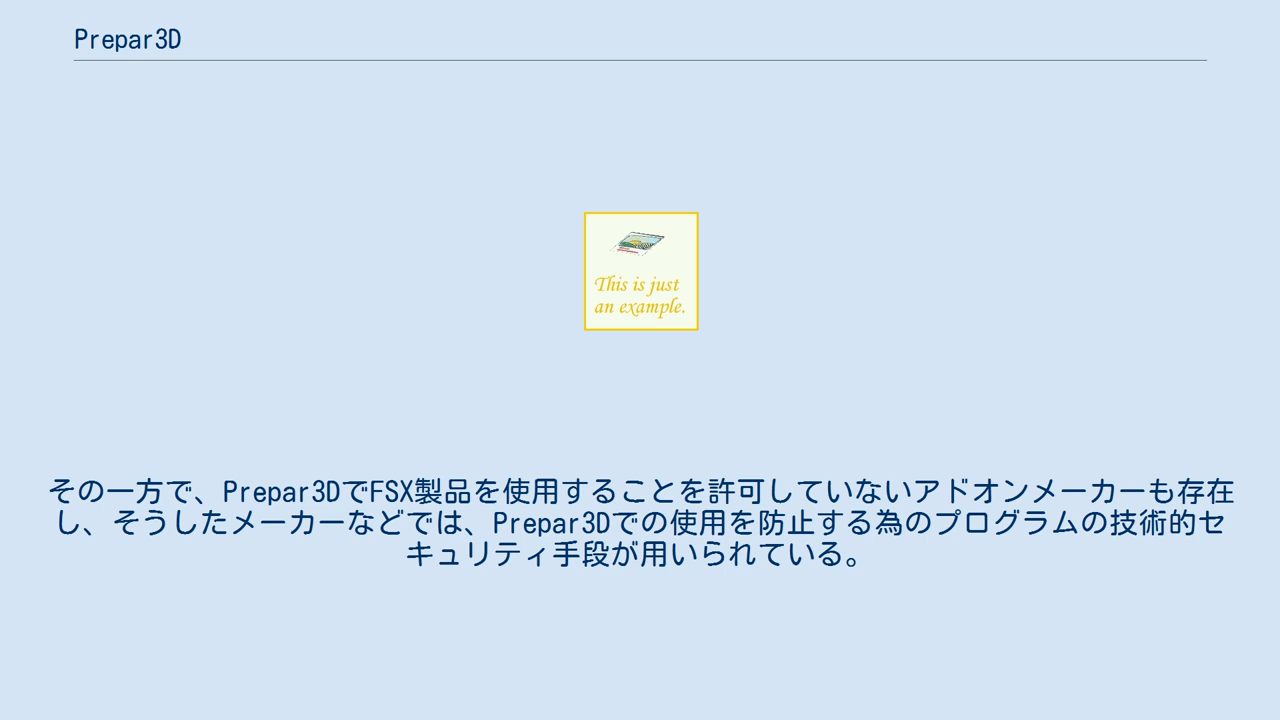 Prepar3D
This is just
an example.
その一方で、Prepar3DでFSX製品を使用することを許可していないアドオンメーカーも存在
し、そうしたメーカーなどでは、Prepar3Dでの使用を防止する為のプログラムの技術的セ
キュリティ手段が用いられている。